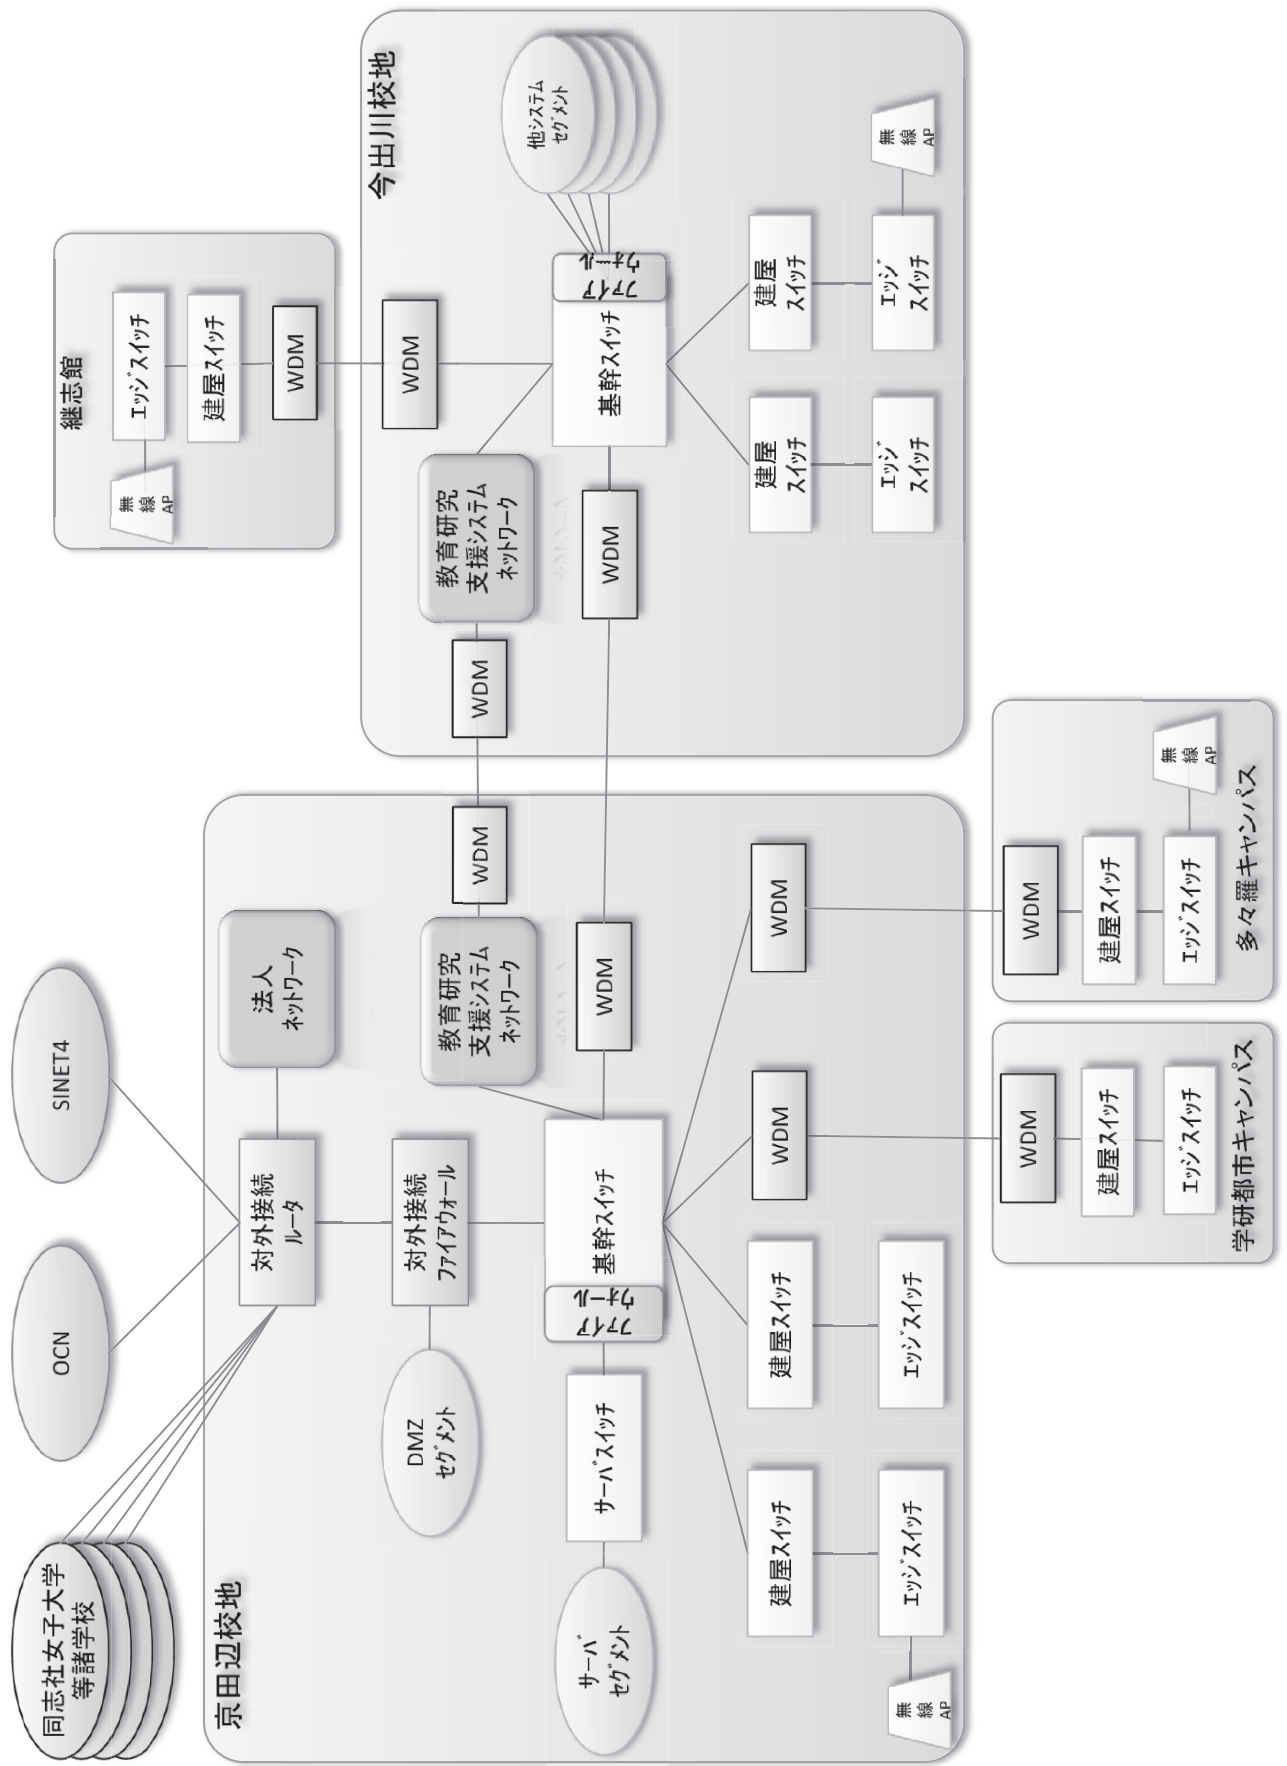 同志社女子大学
等諸学校
OCN
SINET4
京田辺校地
対外接続
ルータ
法人
ネットワーク
DMZ
セグメント
対外接続
ファイアウォール
教育研究
支援システム
ネットワーク
WDM
サーバ
セグメント
サーバスイッチ
ファイア
ウォール
基幹スイッチ
WDM
建屋スイッチ
建屋スイッチ
WDM
WDM
無
線
AP
エッジスイッチ
エッジスイッチ
継志館
無
線
AP
エッジスイッチ
建屋スイッチ
WDM
今出川校地
WDM
WDM
教育研究
支援システム
ネットワーク
WDM
基幹スイッチ
ファイア
ウォール
他システム
セグメント
建屋
スイッチ
建屋
スイッチ
エッジ
スイッチ
エッジ
スイッチ
無
線
AP
WDM
建屋スイッチ
エッジスイッチ
学研都市キャンパス
WDM
建屋スイッチ
エッジスイッチ
無
線
AP
多々羅キャンパス